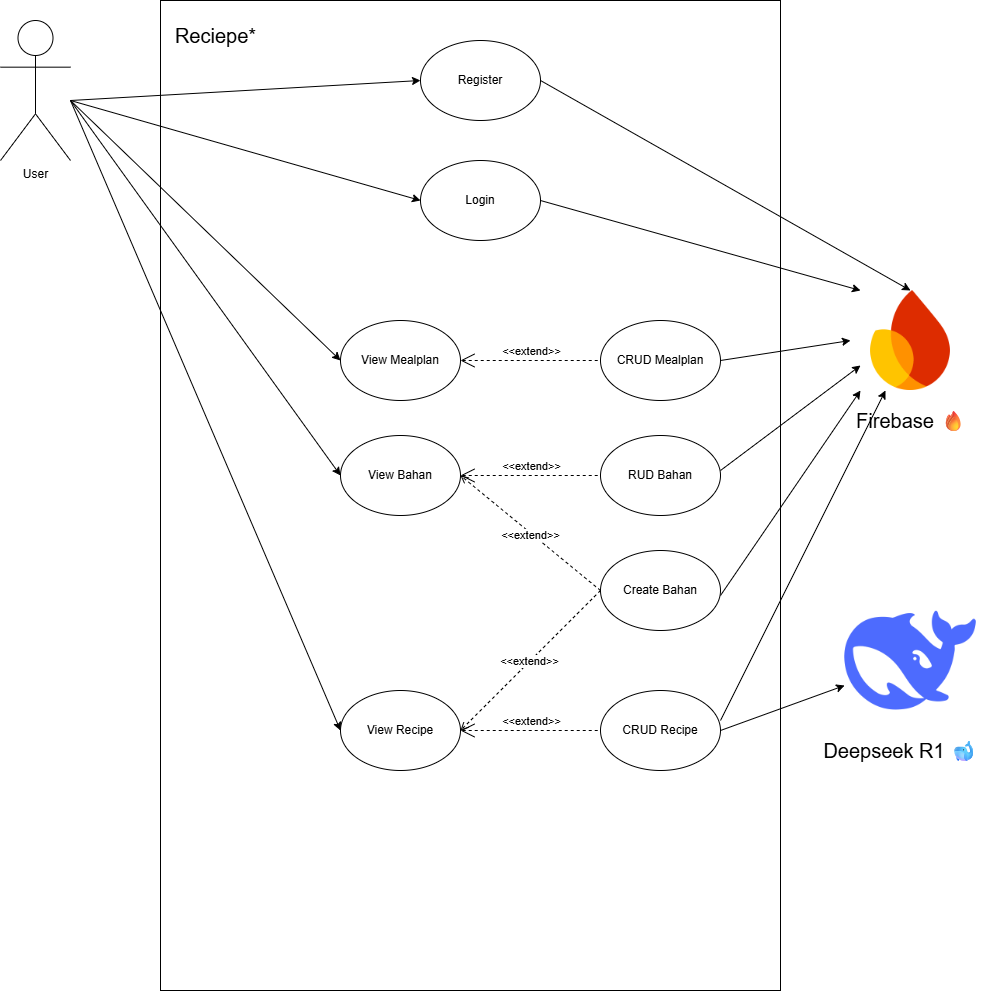 Reciepe*
Register
User
Login
View Mealplan
<<extend>>
CRUD Mealplan
Firebase 🔥
View Bahan
<<extend>>
RUD Bahan
<<extend>>
Create Bahan
<<extend>>
View Recipe
<<extend>>
CRUD Recipe
Deepseek R1 🐳